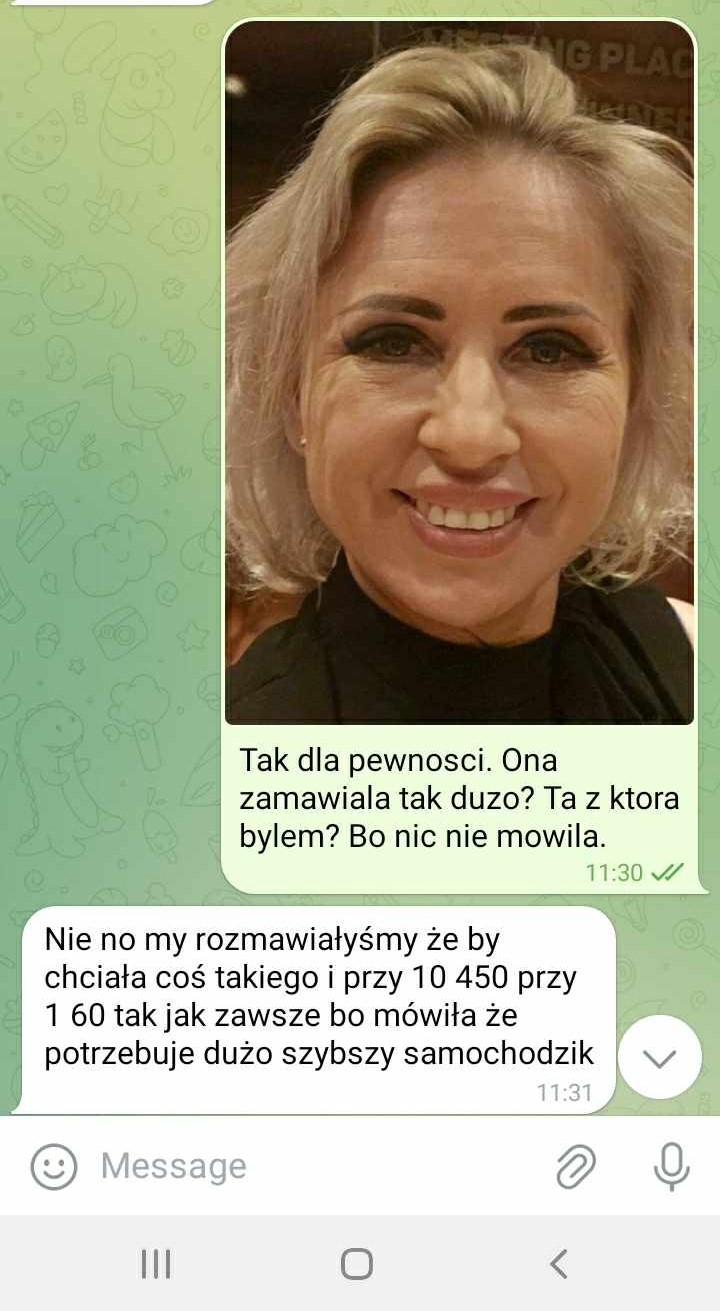 MEETING PLAC
Tak dla pewnosci. Ona
zamawiala tak duzo? Ta z ktora
bylem? Bo nic nie mowila.
11:30
Nie no my rozmawiałyśmy że by
chciała coś takiego i przy 10 450 przy
1 60 tak jak zawsze bo mówiła że
potrzebuje dużo szybszy samochodzik
11:31
Message